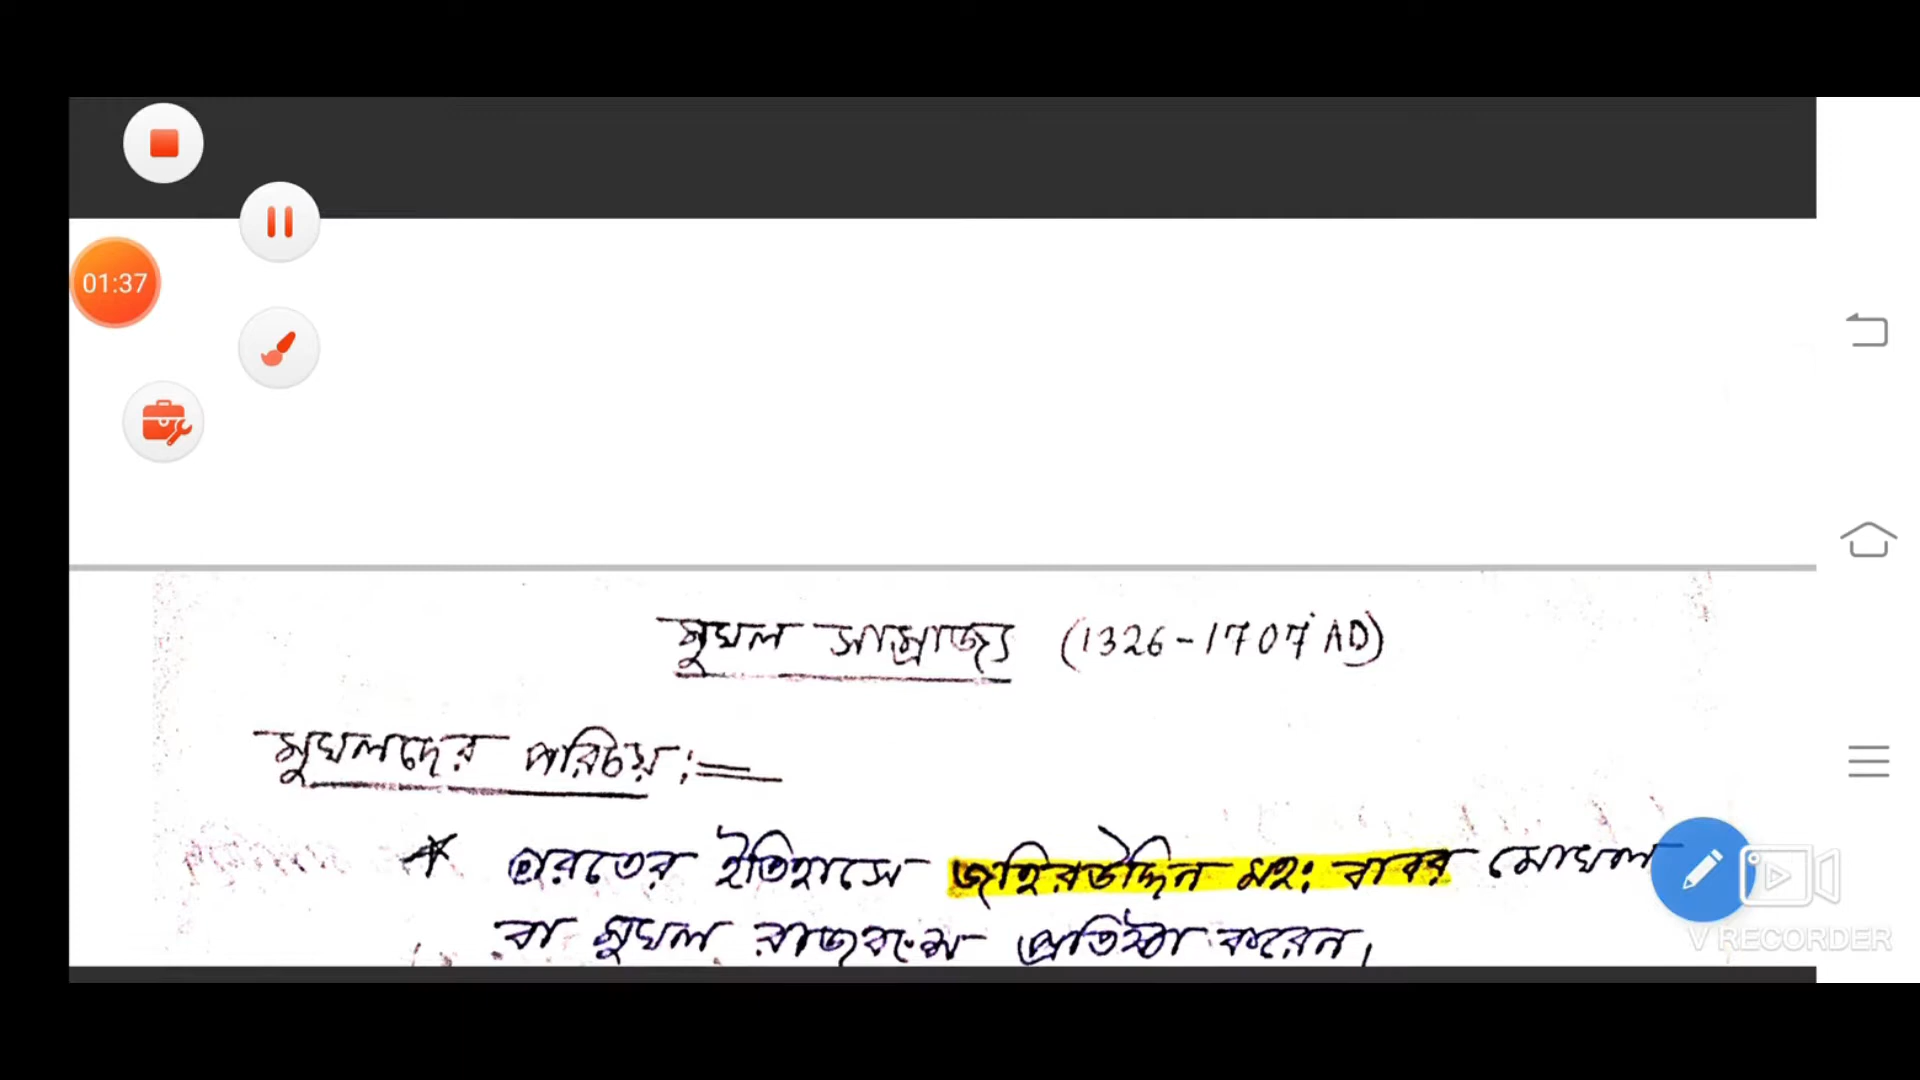 01:37
মুঘল সাম্রাজ্য (1326-1707 AD)
মুঘলদের পরিচয় :=
* ভারতের ইতিহাসে জহিরউদ্দিন মহঃ বাবর মোঘল
বা মুঘল রাজবংশ প্রতিষ্ঠা করেন।
V RECORDER